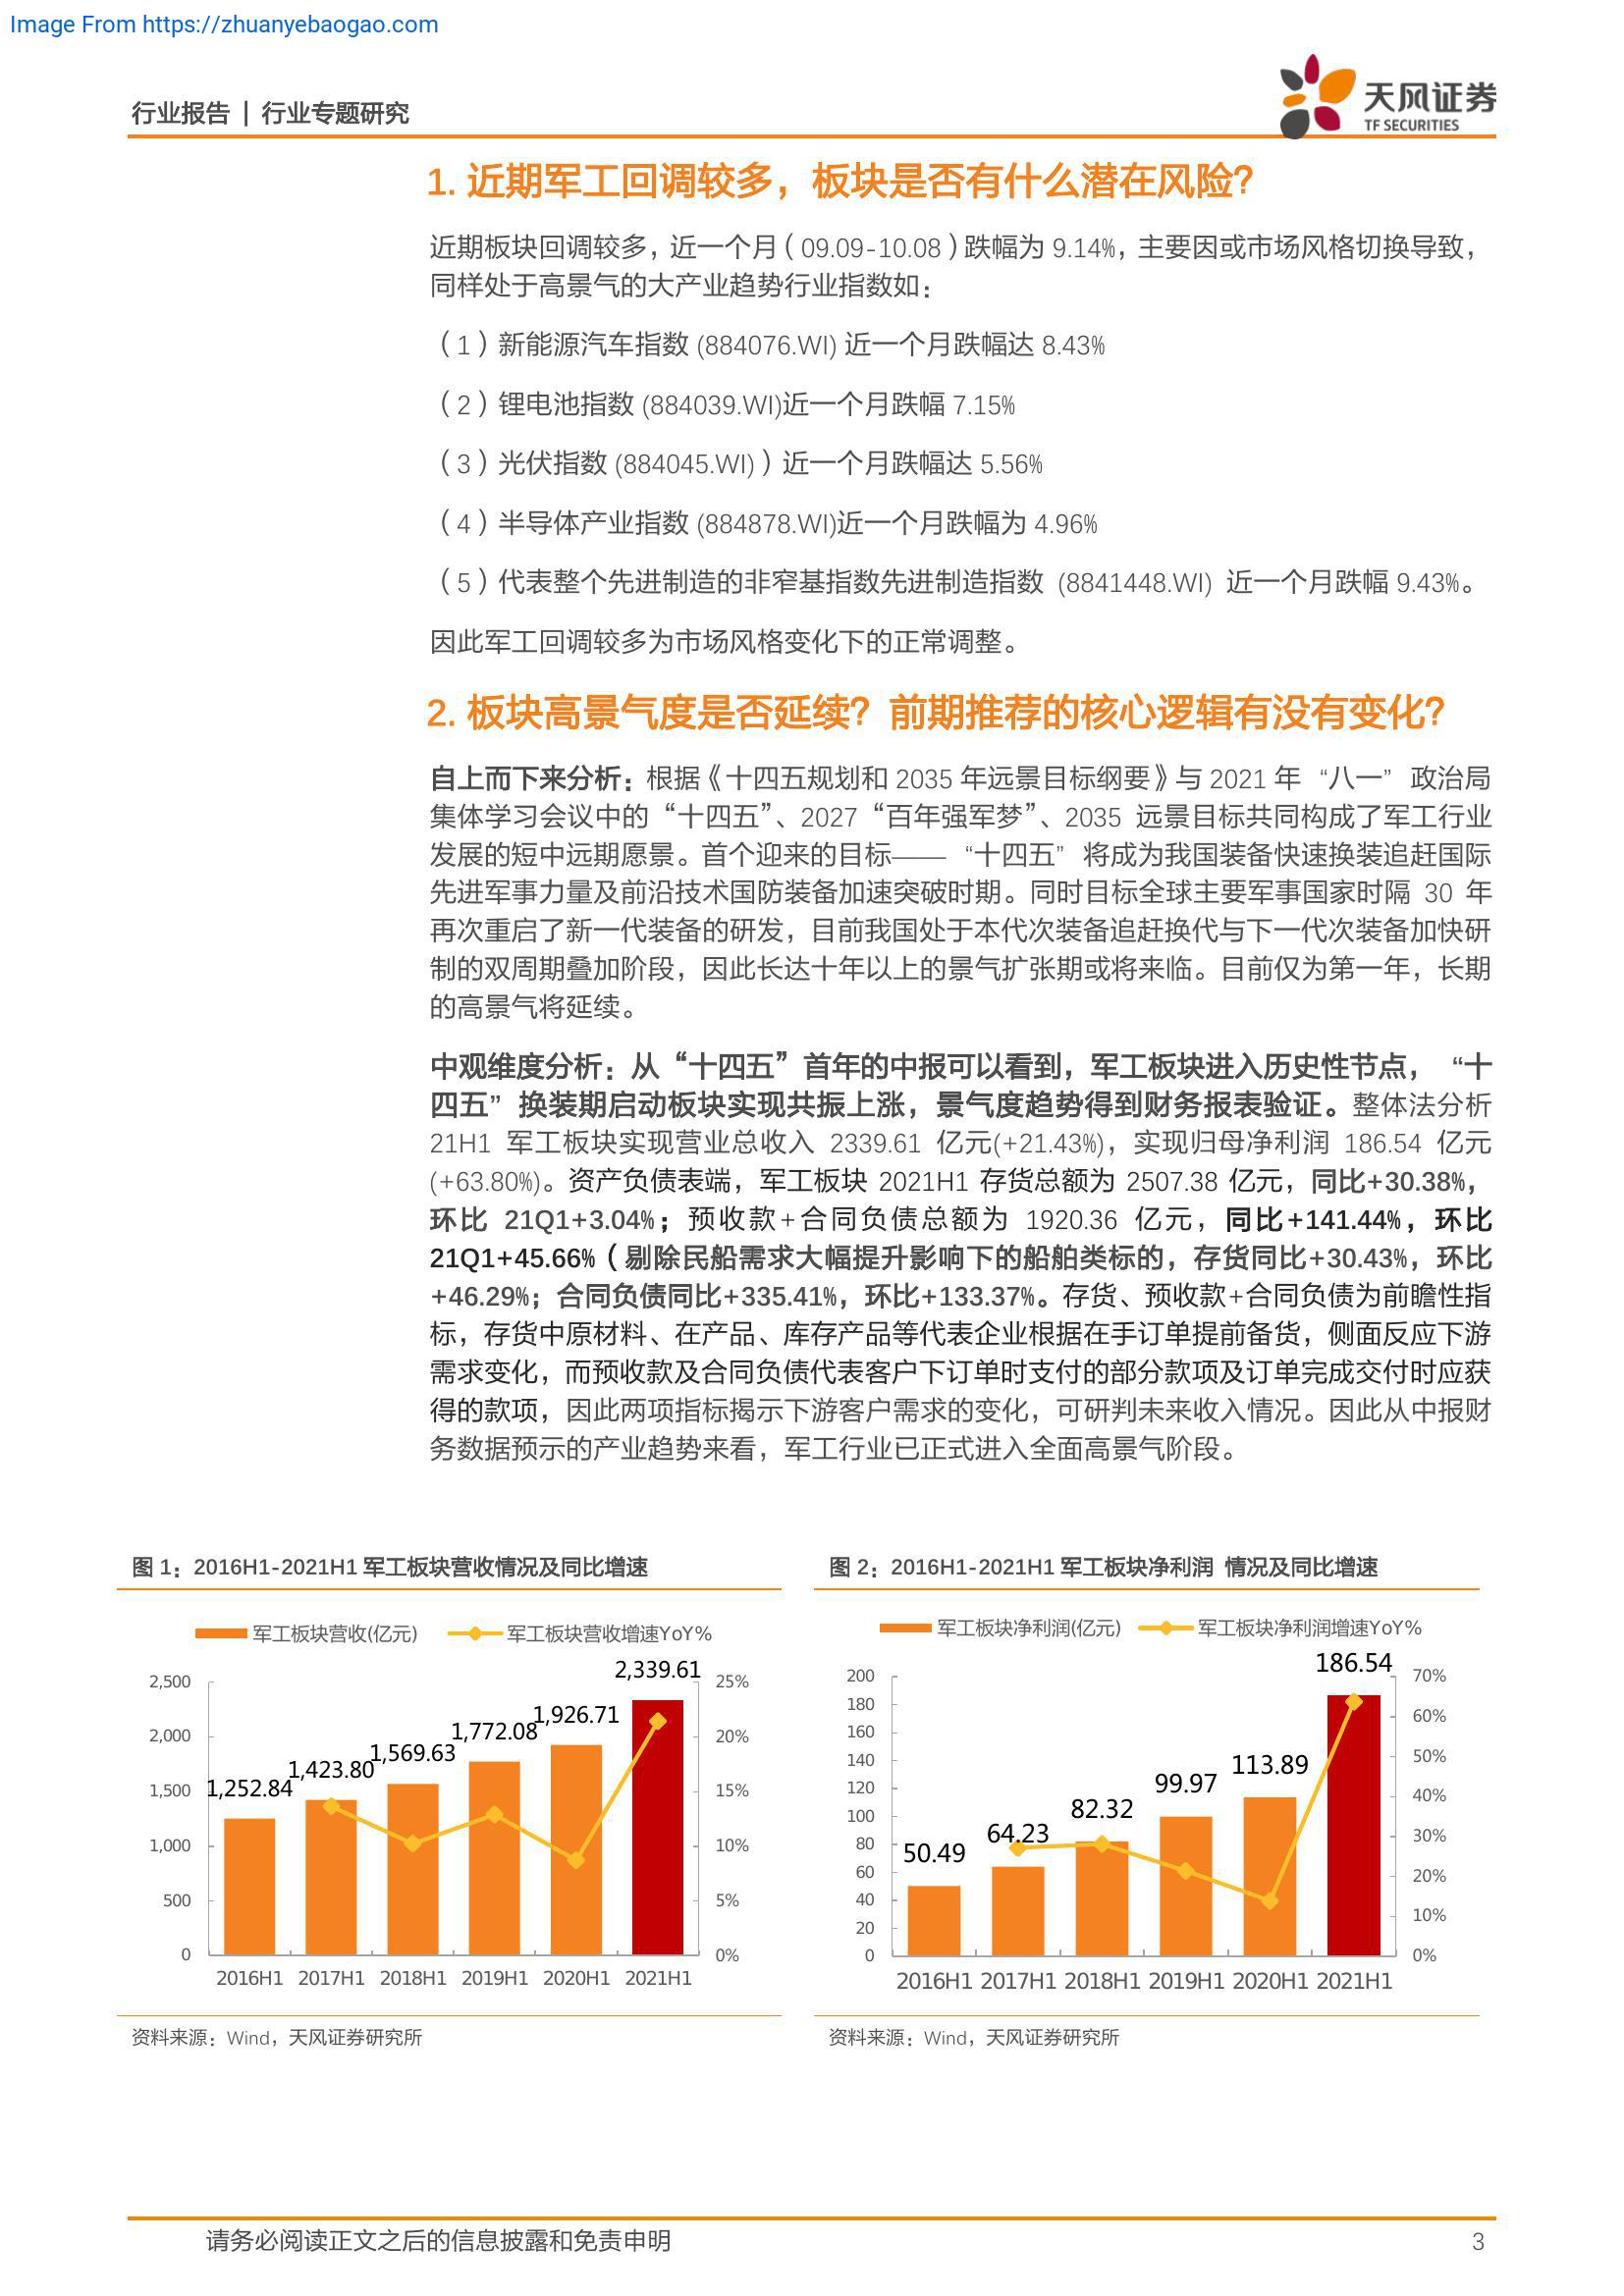 Image From https://zhuanyebaogao.com
行业报告 | 行业专题研究
天风证券
TF SECURITIES
1. 近期军工回调较多，板块是否有什么潜在风险？
近期板块回调较多，近一个月（09.09-10.08）跌幅为 9.14%，主要因或市场风格切换导致，
同样处于高景气的大产业趋势行业指数如：
（1）新能源汽车指数 (884076.WI) 近一个月跌幅达 8.43%
（2）锂电池指数 (884039.WI)近一个月跌幅 7.15%
（3）光伏指数 (884045.WI)）近一个月跌幅达 5.56%
（4）半导体产业指数 (884878.WI)近一个月跌幅为 4.96%
（5）代表整个先进制造的非窄基指数先进制造指数 (8841448.WI) 近一个月跌幅 9.43%。
因此军工回调较多为市场风格变化下的正常调整。
2. 板块高景气度是否延续？前期推荐的核心逻辑有没有变化？
自上而下来分析：根据《十四五规划和 2035 年远景目标纲要》与 2021 年 “八一” 政治局
集体学习会议中的“十四五”、2027“百年强军梦”、2035 远景目标共同构成了军工行业
发展的短中远期愿景。首个迎来的目标—— “十四五” 将成为我国装备快速换装追赶国际
先进军事力量及前沿技术国防装备加速突破时期。同时目标全球主要军事国家时隔 30 年
再次重启了新一代装备的研发，目前我国处于本代次装备追赶换代与下一代次装备加快研
制的双周期叠加阶段，因此长达十年以上的景气扩张期或将来临。目前仅为第一年，长期
的高景气将延续。
中观维度分析：从“十四五”首年的中报可以看到，军工板块进入历史性节点， “十
四五” 换装期启动板块实现共振上涨，景气度趋势得到财务报表验证。整体法分析
21H1 军工板块实现营业总收入 2339.61 亿元(+21.43%)，实现归母净利润 186.54 亿元
(+63.80%)。资产负债表端，军工板块 2021H1 存货总额为 2507.38 亿元，同比+30.38%，
环比 21Q1+3.04%；预收款+合同负债总额为 1920.36 亿元，同比+141.44%，环比
21Q1+45.66%（剔除民船需求大幅提升影响下的船舶类标的，存货同比+30.43%，环比
+46.29%；合同负债同比+335.41%，环比+133.37%。存货、预收款+合同负债为前瞻性指
标，存货中原材料、在产品、库存产品等代表企业根据在手订单提前备货，侧面反应下游
需求变化，而预收款及合同负债代表客户下订单时支付的部分款项及订单完成交付时应获
得的款项，因此两项指标揭示下游客户需求的变化，可研判未来收入情况。因此从中报财
务数据预示的产业趋势来看，军工行业已正式进入全面高景气阶段。
图 1：2016H1-2021H1 军工板块营收情况及同比增速
军工板块营收(亿元)
军工板块营收增速YoY%
2,500
2,000
1,500
1,000
500
0
25%
20%
15%
10%
5%
0%
1,252.84
1,423.80
1,569.63
1,772.08
1,926.71
2,339.61
2016H1 2017H1 2018H1 2019H1 2020H1 2021H1
资料来源：Wind，天风证券研究所
图 2：2016H1-2021H1 军工板块净利润 情况及同比增速
军工板块净利润(亿元)
军工板块净利润增速YoY%
200
180
160
140
120
100
80
60
40
20
0
70%
60%
50%
40%
30%
20%
10%
0%
50.49
64.23
82.32
99.97
113.89
186.54
2016H1 2017H1 2018H1 2019H1 2020H1 2021H1
资料来源：Wind，天风证券研究所
请务必阅读正文之后的信息披露和免责申明
3